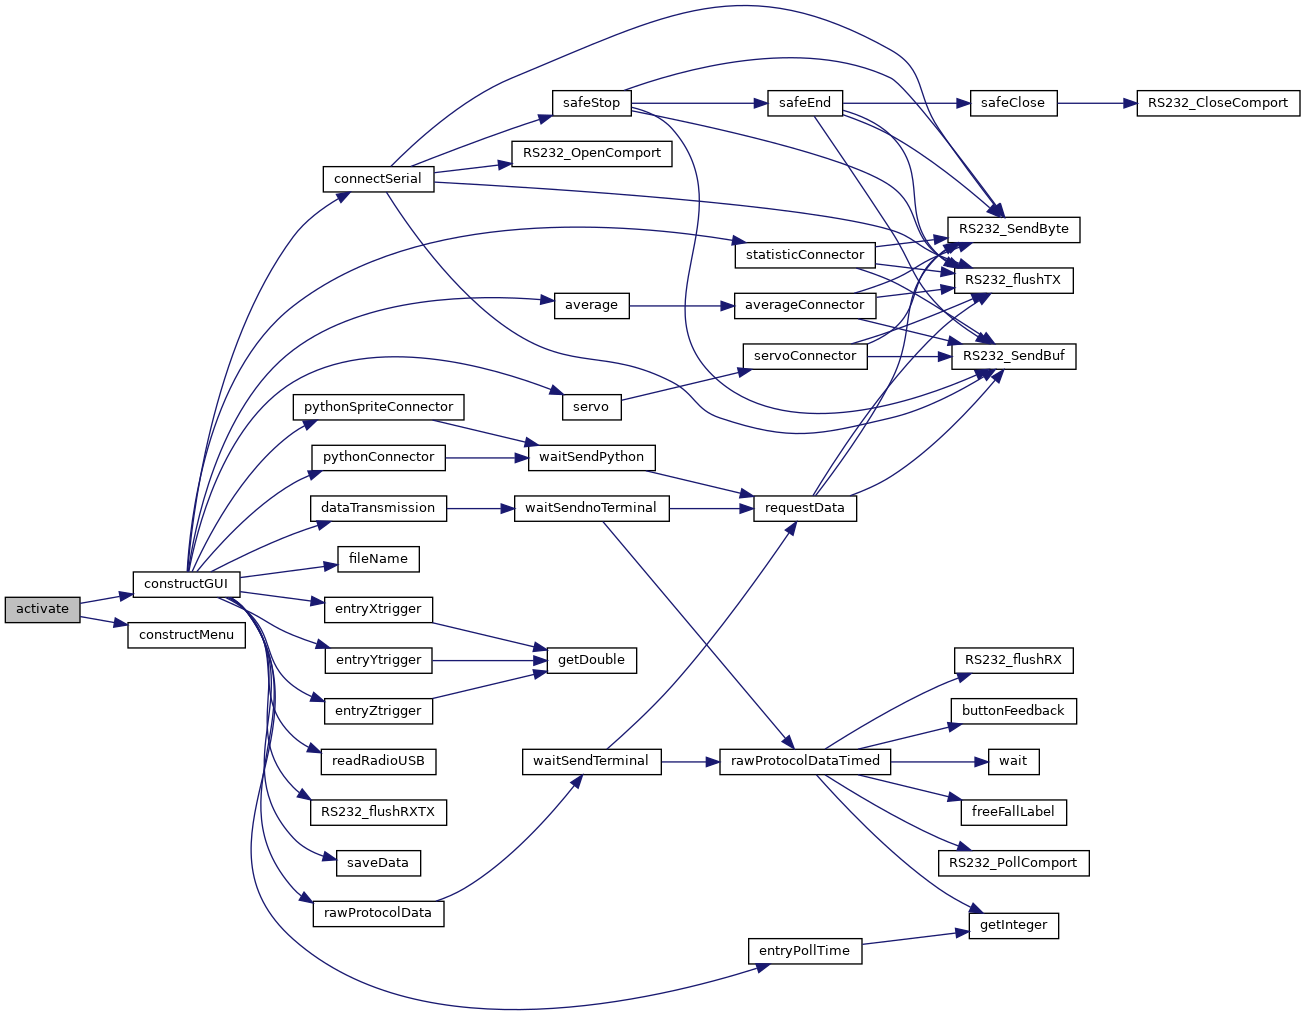 activate
constructGUI
constructMenu
connectSerial
pythonSpriteConnector
pythonConnector
dataTransmission
fileName
entryXtrigger
entryYtrigger
entryZtrigger
readRadioUSB
RS232_flushRXTX
saveData
rawProtocolData
safeStop
RS232_OpenComport
average
servo
waitSendPython
waitSendnoTerminal
getDouble
waitSendTerminal
safeEnd
statisticConnector
averageConnector
servoConnector
requestData
rawProtocolDataTimed
entryPollTime
safeClose
RS232_SendByte
RS232_flushTX
RS232_SendBuf
RS232_flushRX
buttonFeedback
wait
freeFallLabel
RS232_PollComport
getInteger
RS232_CloseComport